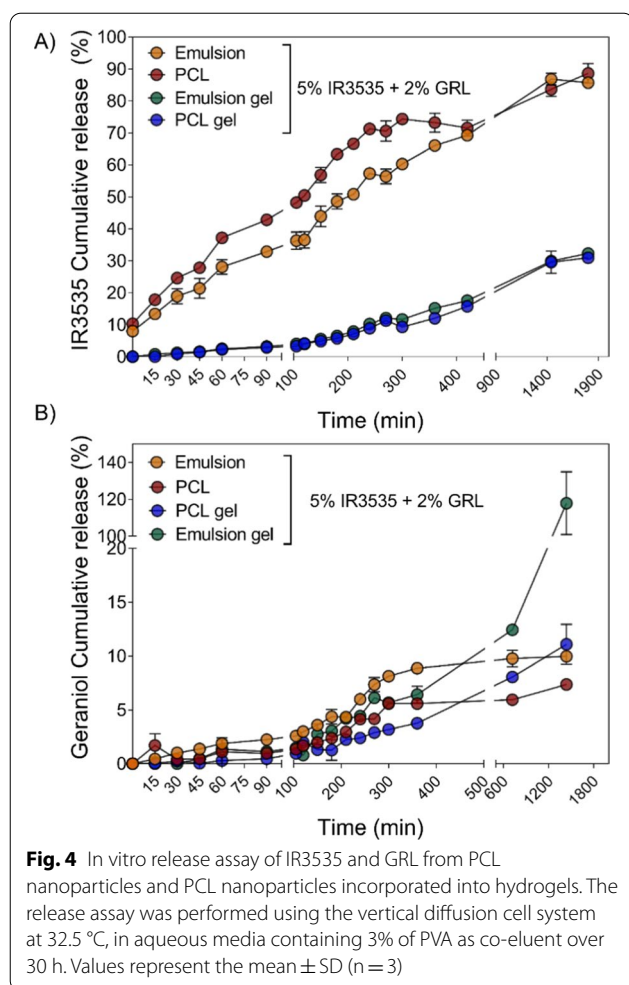 A)
100
90
80
70
60
50
40
30
20
10
0
IR3535 Cumulative release (%)
Emulsion
PCL
Emulsion gel
PCL gel
5% IR3535 + 2% GRL
15 30 45 60 75 90 100 200 300 400 900 1400 1900
Time (min)
B)
140
120
100
20
15
10
5
0
Geraniol Cumulative release (%)
Emulsion
PCL
PCL gel
Emulsion gel
5% IR3535 + 2% GRL
15 30 45 60 75 90 100 200 300 400 500 600 1200 1800
Time (min)
Fig. 4 In vitro release assay of IR3535 and GRL from PCL
nanoparticles and PCL nanoparticles incorporated into hydrogels. The
release assay was performed using the vertical diffusion cell system
at 32.5 °C, in aqueous media containing 3% of PVA as co-eluent over
30 h. Values represent the mean ± SD (n = 3)